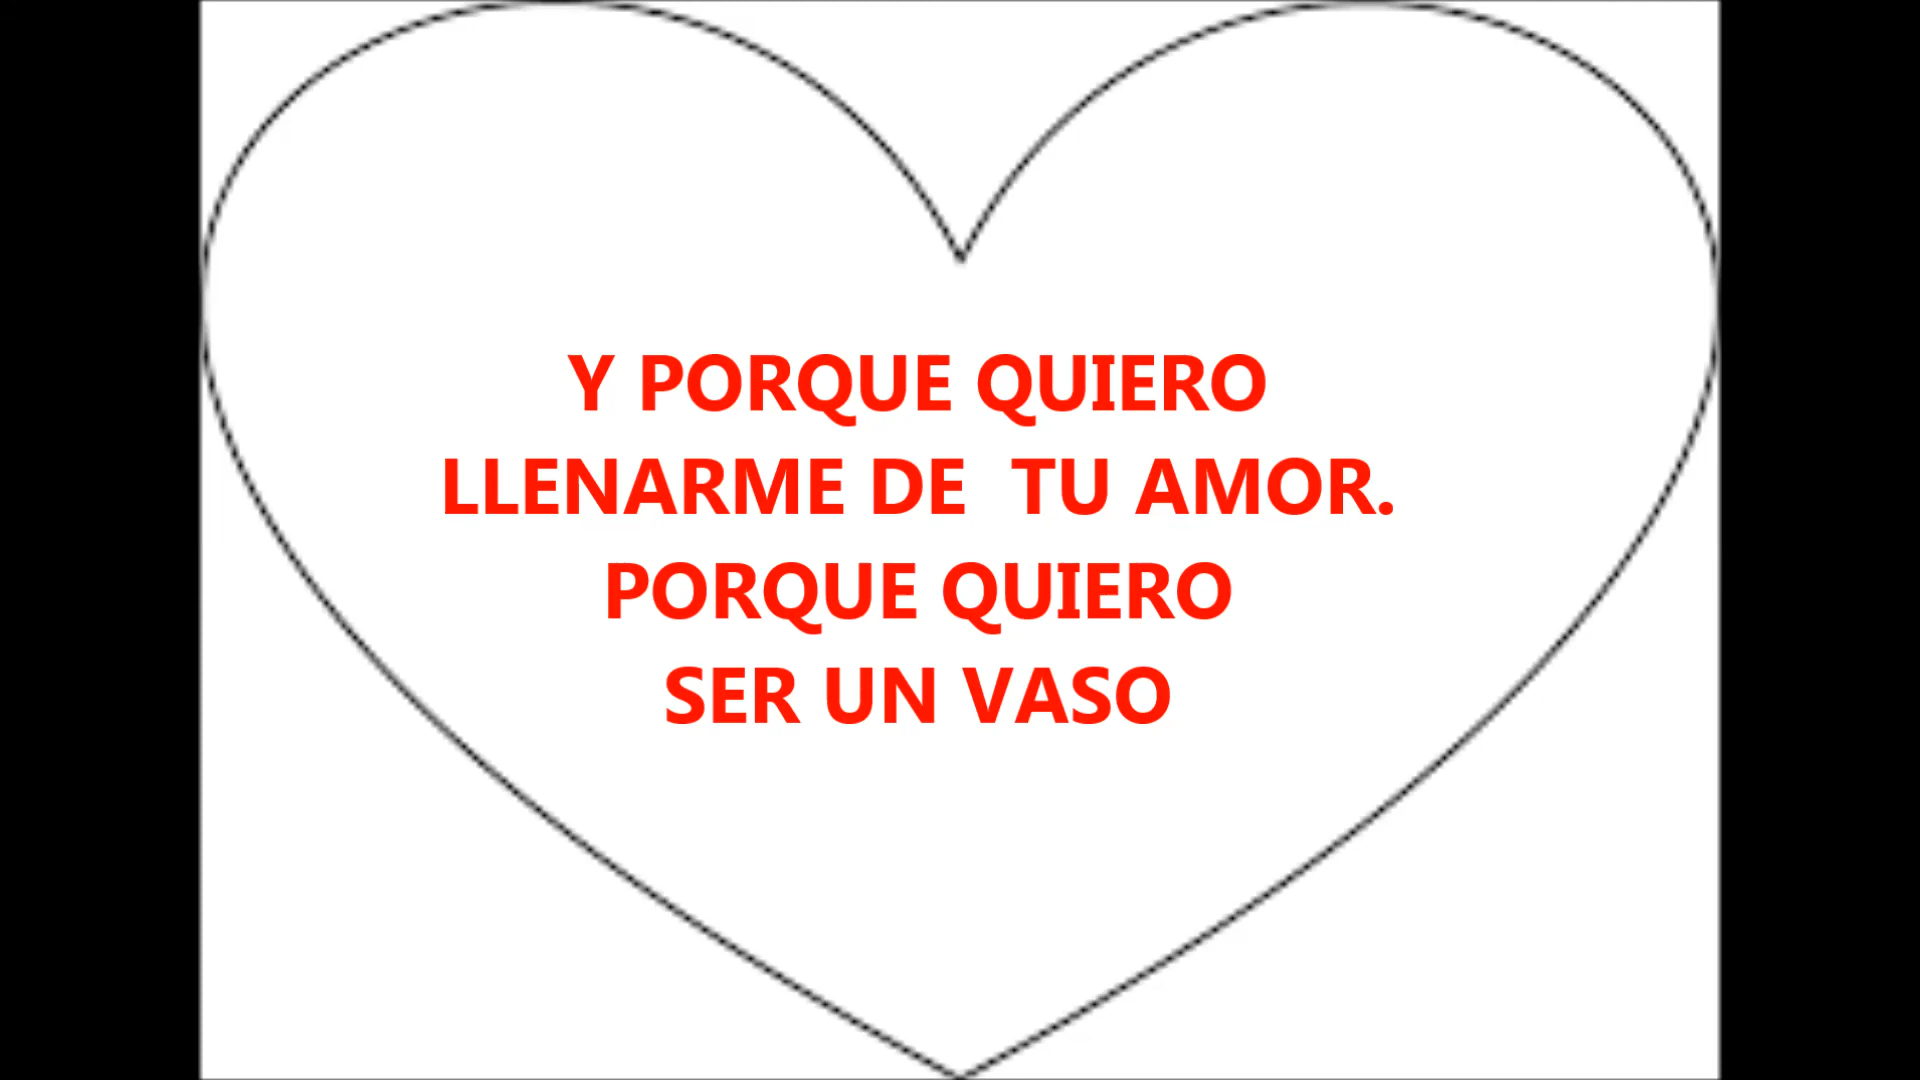 Y PORQUE QUIERO
LLENARME DE  TU AMOR.
PORQUE QUIERO
SER UN VASO